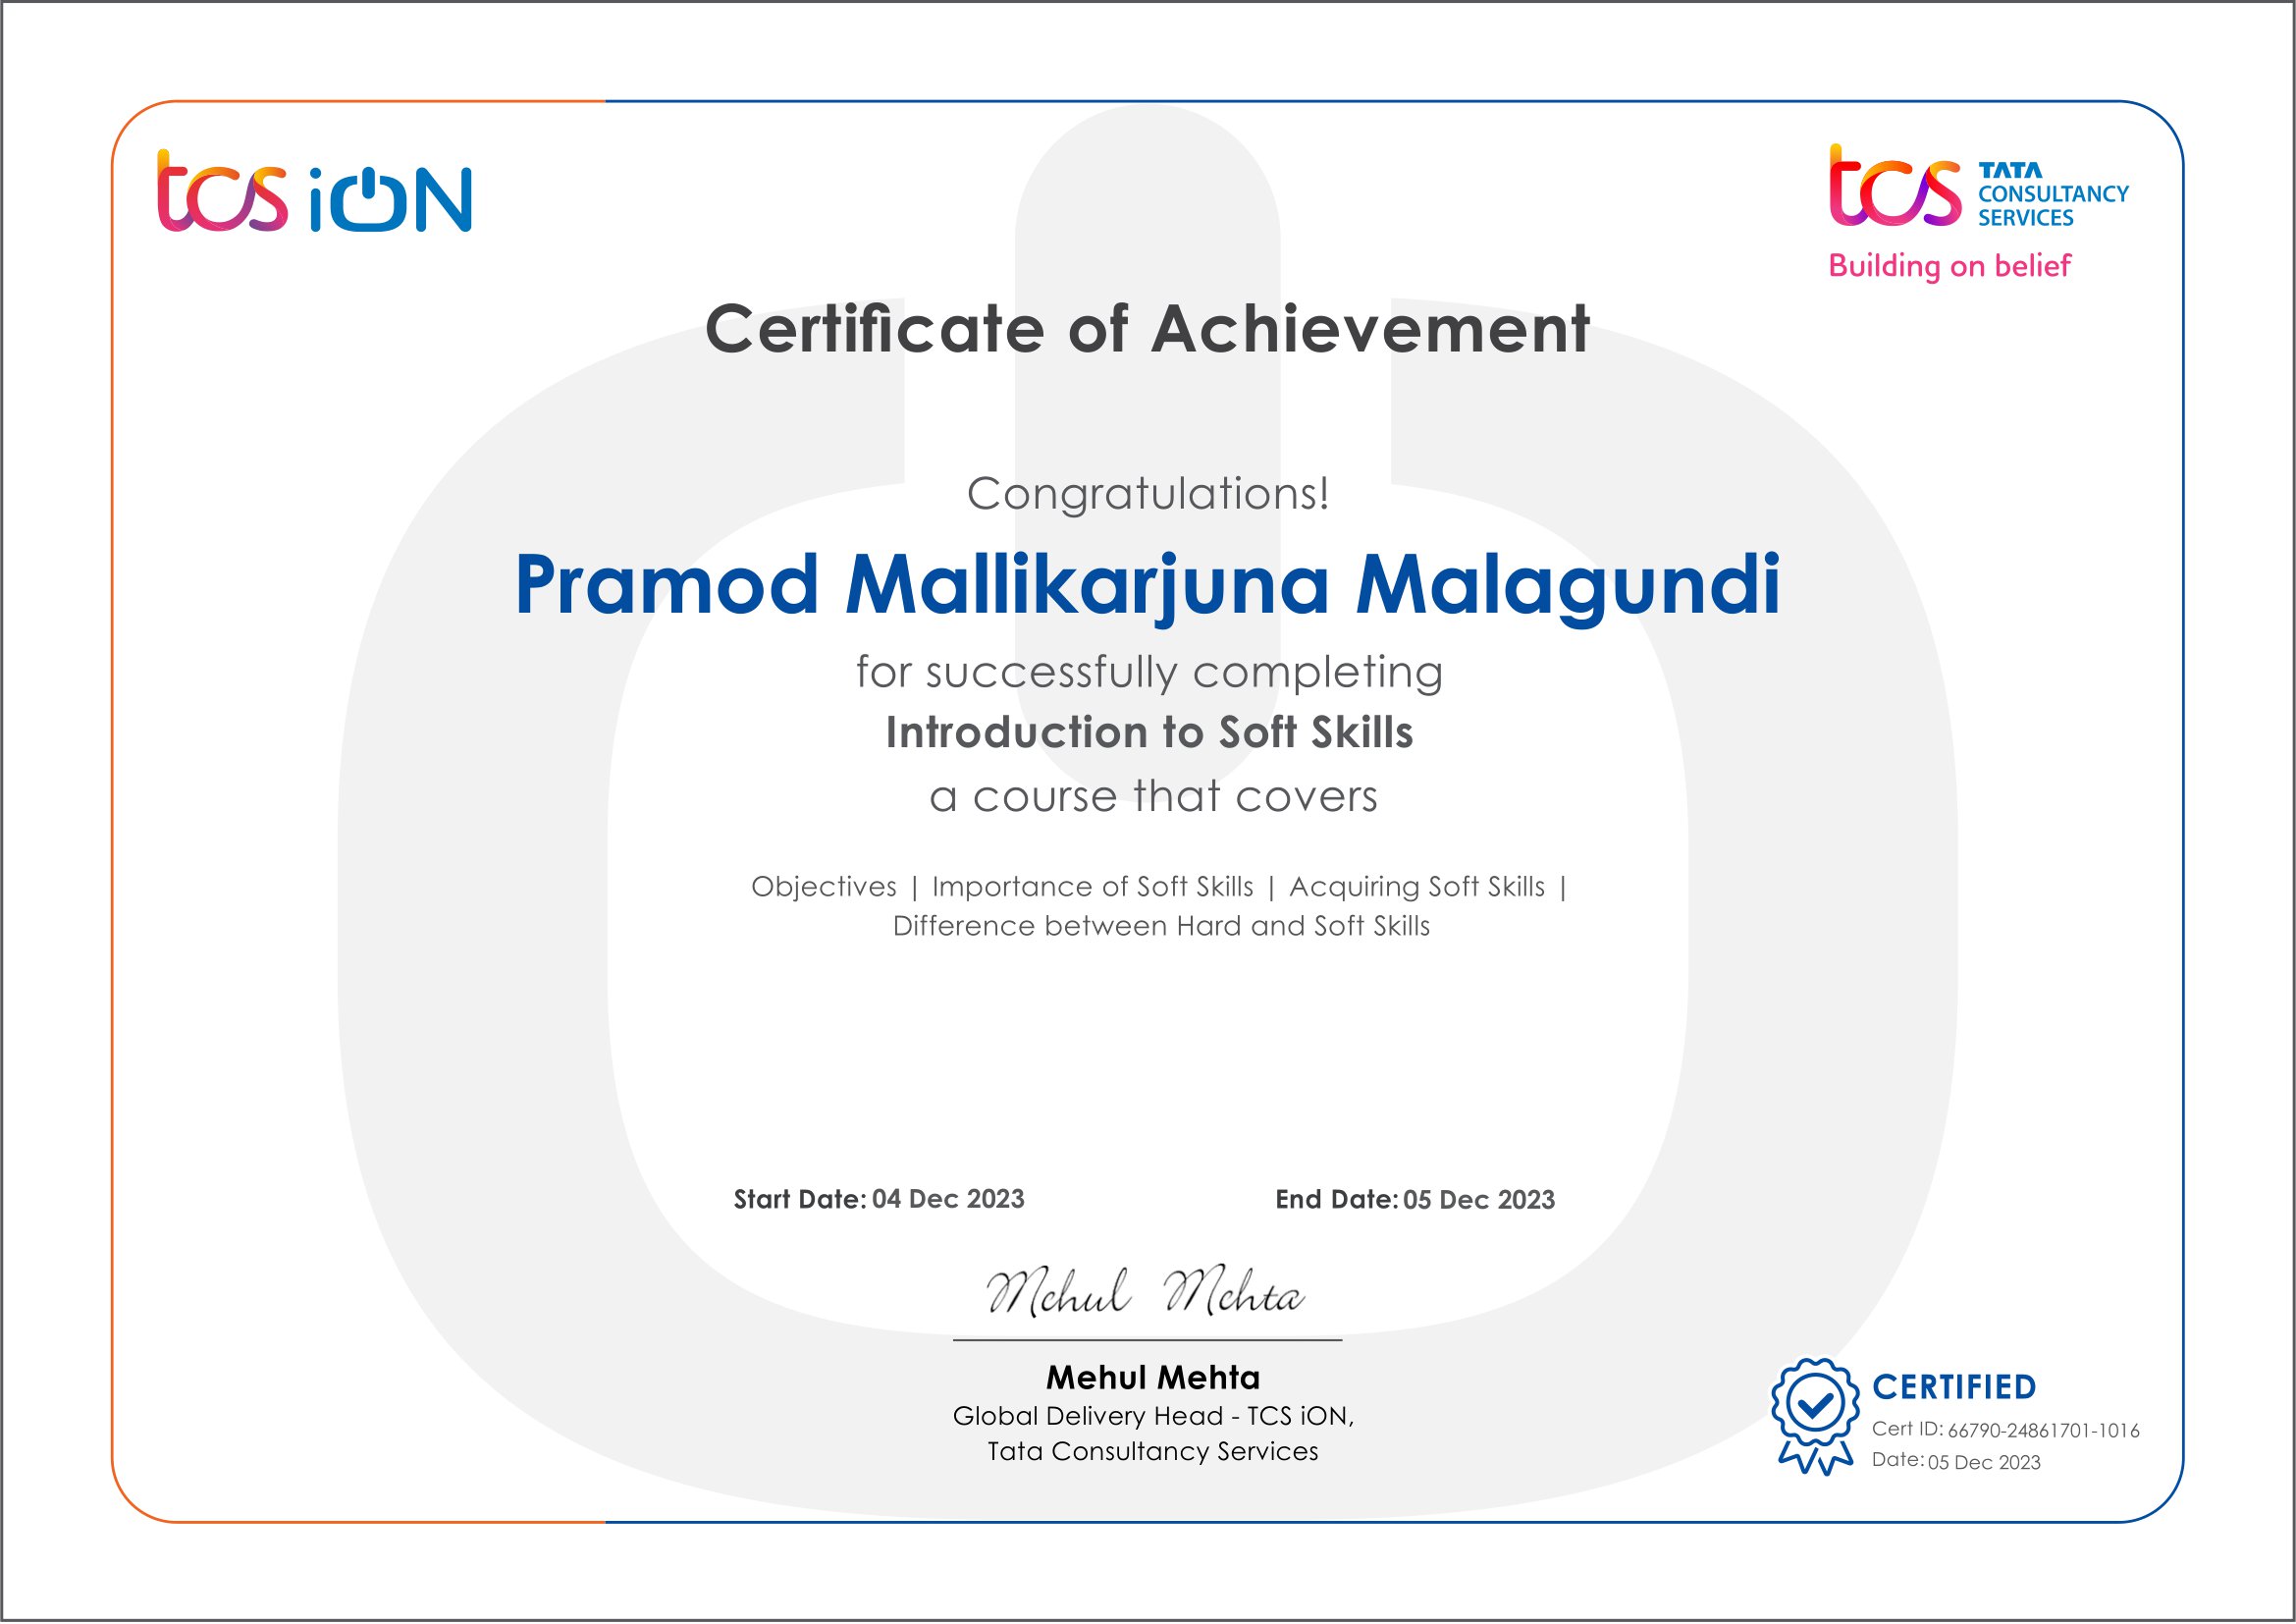 tcs iON
tcs TATA
CONSULTANCY
SERVICES
Building on belief
Certificate of Achievement
Congratulations!
Pramod Mallikarjuna Malagundi
for successfully completing
Introduction to Soft Skills
a course that covers
Objectives | Importance of Soft Skills | Acquiring Soft Skills |
Difference between Hard and Soft Skills
Start Date: 04 Dec 2023 End Date: 05 Dec 2023
Mehul Mehta
Mehul Mehta
Global Delivery Head - TCS iON,
Tata Consultancy Services
CERTIFIED
Cert ID: 66790-24861701-1016
Date: 05 Dec 2023